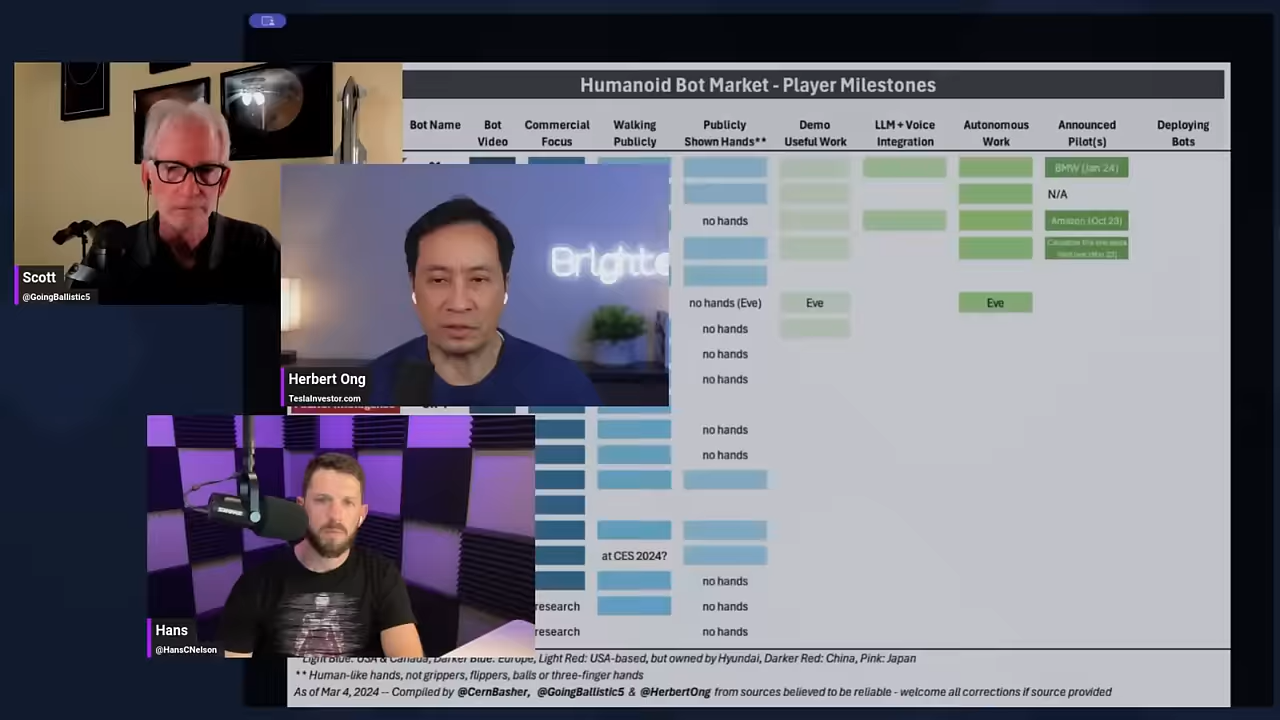 Humanoid Bot Market - Player Milestones
Bot Name Bot Video Commercial Focus Walking Publicly Publicly Shown Hands** Demo Useful Work LLM + Voice Integration Autonomous Work Announced Pilot(s) Deploying Bots
BMW (Jan 24)
N/A
no hands Amazon (Oct 23)
no hands (Eve) Eve Eve
no hands
no hands
no hands
no hands
no hands
at CES 2024?
no hands
research no hands
research no hands
Light Blue: USA & Canada, Darker Blue: Europe, Light Red: USA-based, but owned by Hyundai, Darker Red: China, Pink: Japan
** Human-like hands, not grippers, flippers, balls or three-finger hands
As of Mar 4, 2024 -- Compiled by @CernBasher, @GoingBallistic5 & @HerbertOng from sources believed to be reliable - welcome all corrections if source provided
Scott
@GoingBallistic5
Brighte
Herbert Ong
TeslaInvestor.com
Hans
@HansCNelson